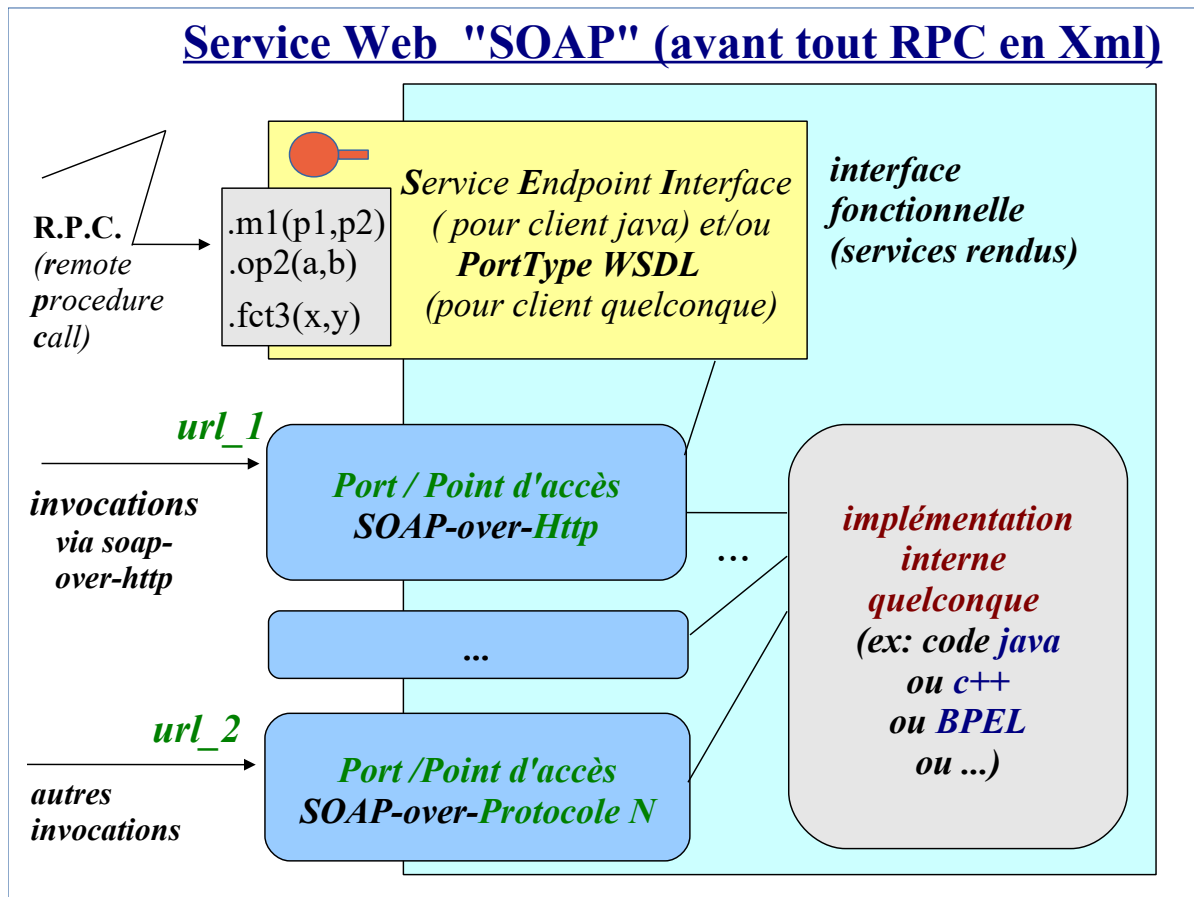 Service Web "SOAP" (avant tout RPC en Xml)
R.P.C.
(remote
procedure
call)
.m1(p1,p2)
.op2(a,b)
.fct3(x,y)
Service Endpoint Interface
( pour client java) et/ou
PortType WSDL
(pour client quelconque)
interface
fonctionnelle
(services rendus)
url_1
invocations
via soap-
over-http
Port / Point d'accès
SOAP-over-Http
...
...
url_2
autres
invocations
Port /Point d'accès
SOAP-over-Protocole N
implémentation
interne
quelconque
(ex: code java
ou c++
ou BPEL
ou ...)